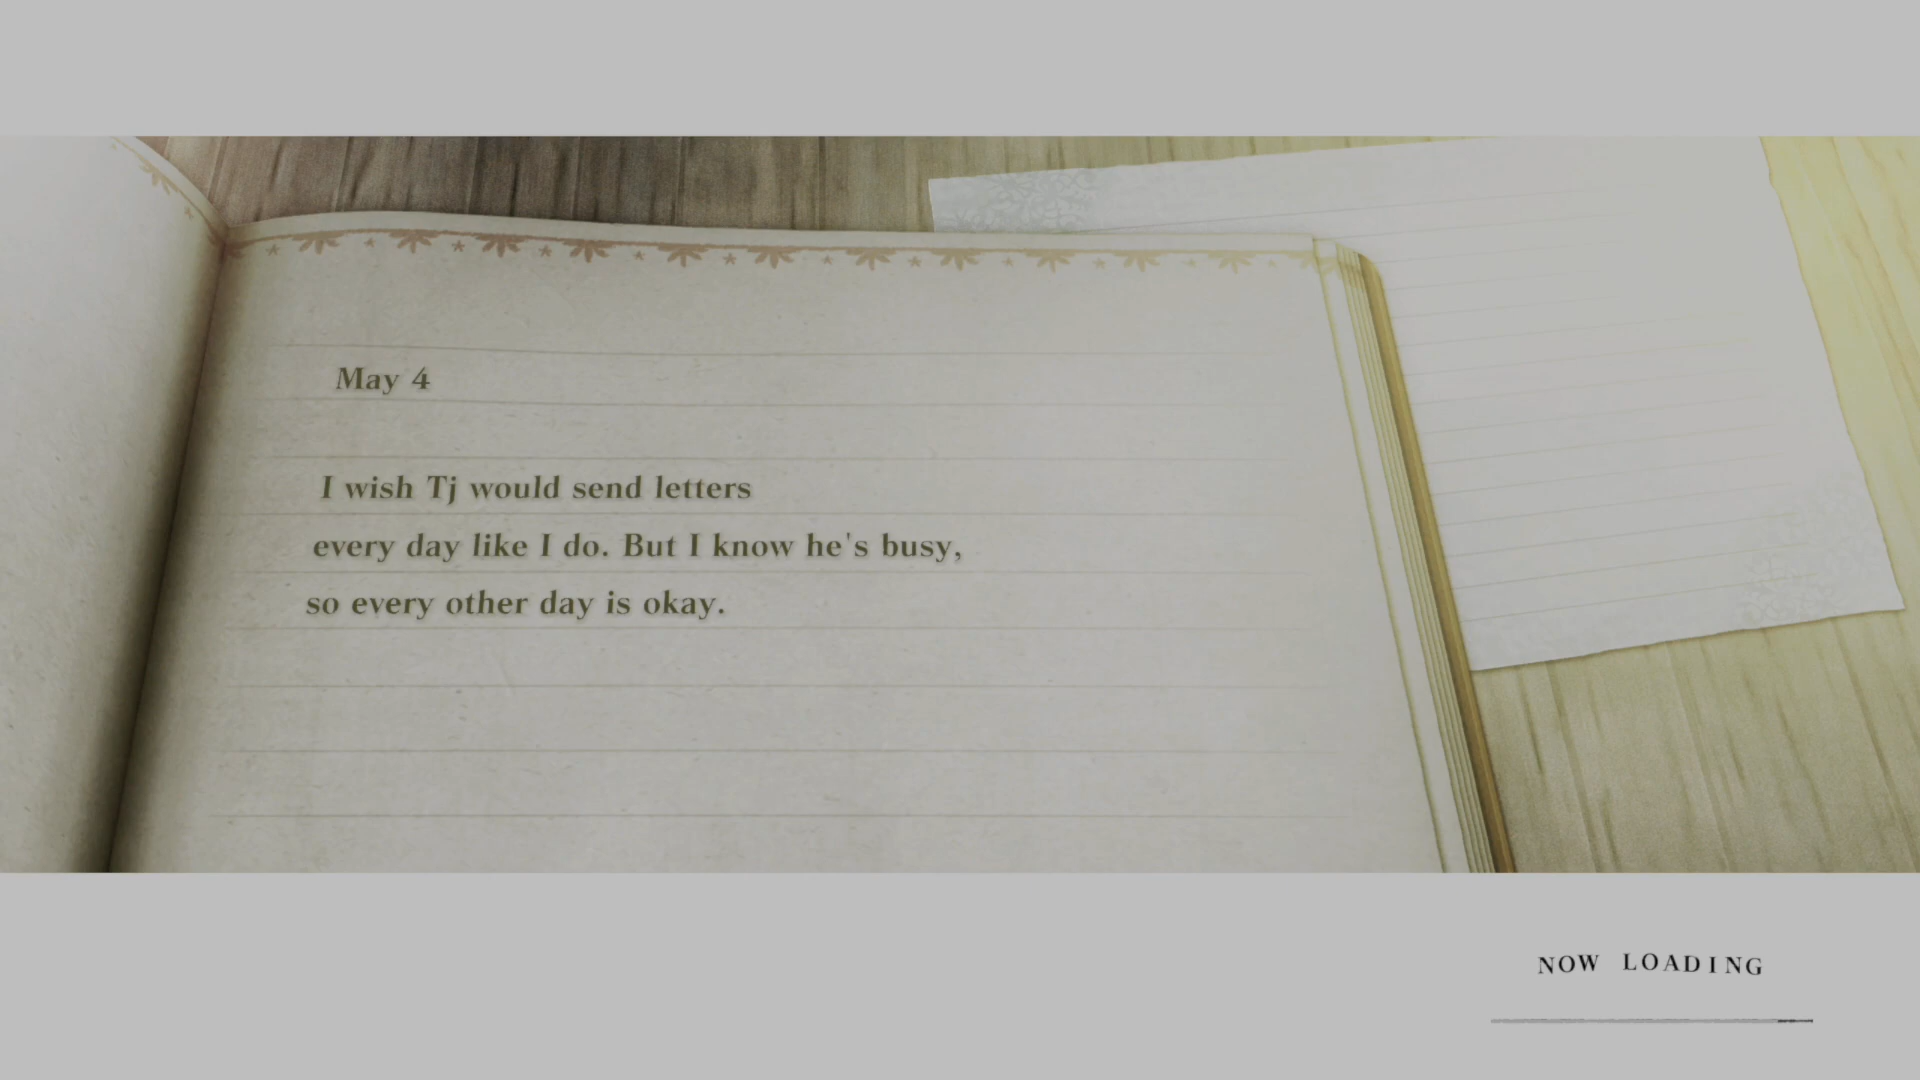 May 4
I wish Tj would send letters
every day like I do. But I know he's busy,
so every other day is okay.
NOW LOADING